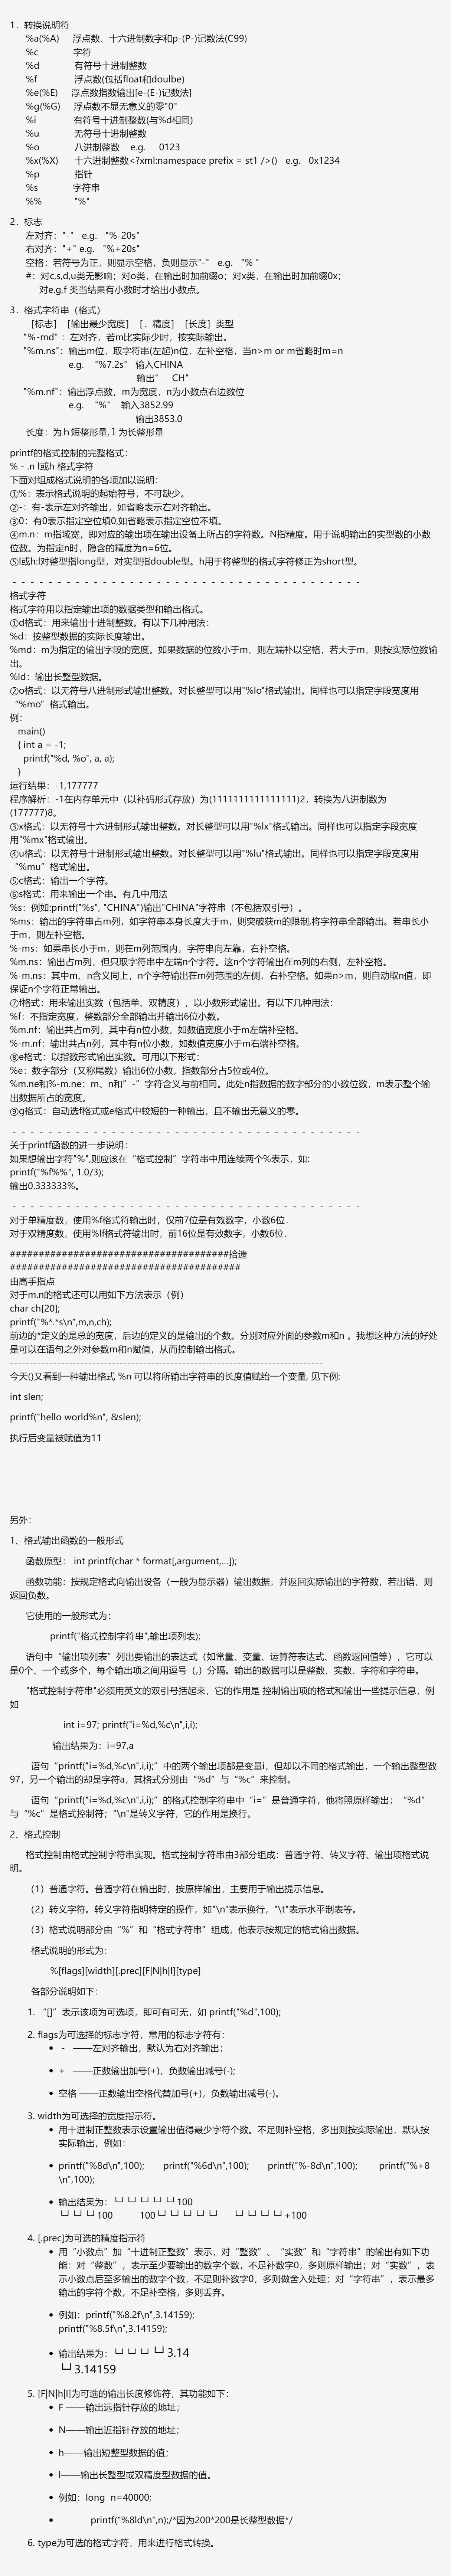 1．转换说明符
%a(%A) 浮点数、十六进制数字和p-(P-)记数法(C99)
%c 字符
%d 有符号十进制整数
%f 浮点数(包括float和doulbe)
%e(%E) 浮点数指数输出[e-(E-)记数法]
%g(%G) 浮点数不显无意义的零"0"
%i 有符号十进制整数(与%d相同)
%u 无符号十进制整数
%o 八进制整数 e.g. 0123
%x(%X) 十六进制整数<?xml:namespace prefix = st1 />() e.g. 0x1234
%p 指针
%s 字符串
%% "%"
2．标志
左对齐："-" e.g. "%-20s"
右对齐："+" e.g. "%+20s"
空格：若符号为正，则显示空格，负则显示"-" e.g. "% "
#：对c,s,d,u类无影响；对o类，在输出时加前缀o；对x类，在输出时加前缀0x；
对e,g,f 类当结果有小数时才给出小数点。
3．格式字符串（格式）
［标志］［输出最少宽度］［．精度］［长度］类型
"％-md" ：左对齐，若m比实际少时，按实际输出。
"%m.ns"：输出m位，取字符串(左起)n位，左补空格，当n>m or m省略时m=n
e.g. "%7.2s" 输入CHINA
输出" CH"
"%m.nf"：输出浮点数，m为宽度，n为小数点右边数位
e.g. "%" 输入3852.99
输出3853.0
长度：为ｈ短整形量,ｌ为长整形量
printf的格式控制的完整格式：
% - .n l或h 格式字符
下面对组成格式说明的各项加以说明：
①%：表示格式说明的起始符号，不可缺少。
②-：有-表示左对齐输出，如省略表示右对齐输出。
③0：有0表示指定空位填0,如省略表示指定空位不填。
④m.n：m指域宽，即对应的输出项在输出设备上所占的字符数。N指精度。用于说明输出的实型数的小数
位数。为指定n时，隐含的精度为n=6位。
⑤l或h:l对整型指long型，对实型指double型。h用于将整型的格式字符修正为short型。
－－－－－－－－－－－－－－－－－－－－－－－－－－－－－－－－－－－－－－－
格式字符
格式字符用以指定输出项的数据类型和输出格式。
①d格式：用来输出十进制整数。有以下几种用法：
%d：按整型数据的实际长度输出。
%md：m为指定的输出字段的宽度。如果数据的位数小于m，则左端补以空格，若大于m，则按实际位数输
出。
%ld：输出长整型数据。
②o格式：以无符号八进制形式输出整数。对长整型可以用"%lo"格式输出。同样也可以指定字段宽度用
“%mo”格式输出。
例：
main()
{ int a = -1;
printf("%d, %o", a, a);
}
运行结果：-1,177777
程序解析：-1在内存单元中（以补码形式存放）为(1111111111111111)2，转换为八进制数为
(177777)8。
③x格式：以无符号十六进制形式输出整数。对长整型可以用"%lx"格式输出。同样也可以指定字段宽度
用"%mx"格式输出。
④u格式：以无符号十进制形式输出整数。对长整型可以用"%lu"格式输出。同样也可以指定字段宽度用
“%mu”格式输出。
⑤c格式：输出一个字符。
⑥s格式：用来输出一个串。有几中用法
%s：例如:printf("%s", "CHINA")输出"CHINA"字符串（不包括双引号）。
%ms：输出的字符串占m列，如字符串本身长度大于m，则突破获m的限制,将字符串全部输出。若串长小
于m，则左补空格。
%-ms：如果串长小于m，则在m列范围内，字符串向左靠，右补空格。
%m.ns：输出占m列，但只取字符串中左端n个字符。这n个字符输出在m列的右侧，左补空格。
%-m.ns：其中m、n含义同上，n个字符输出在m列范围的左侧，右补空格。如果n>m，则自动取n值，即
保证n个字符正常输出。
⑦f格式：用来输出实数（包括单、双精度），以小数形式输出。有以下几种用法：
%f：不指定宽度，整数部分全部输出并输出6位小数。
%m.nf：输出共占m列，其中有n位小数，如数值宽度小于m左端补空格。
%-m.nf：输出共占n列，其中有n位小数，如数值宽度小于m右端补空格。
⑧e格式：以指数形式输出实数。可用以下形式：
%e：数字部分（又称尾数）输出6位小数，指数部分占5位或4位。
%m.ne和%-m.ne：m、n和”-”字符含义与前相同。此处n指数据的数字部分的小数位数，m表示整个输
出数据所占的宽度。
⑨g格式：自动选f格式或e格式中较短的一种输出，且不输出无意义的零。
－－－－－－－－－－－－－－－－－－－－－－－－－－－－－－－－－－－－－－－
关于printf函数的进一步说明：
如果想输出字符"%",则应该在“格式控制”字符串中用连续两个%表示，如:
printf("%f%%", 1.0/3);
输出0.333333%。
－－－－－－－－－－－－－－－－－－－－－－－－－－－－－－－－－－－－－－－
对于单精度数，使用%f格式符输出时，仅前7位是有效数字，小数6位．
对于双精度数，使用%lf格式符输出时，前16位是有效数字，小数6位．
######################################拾遗
########################################
由高手指点
对于m.n的格式还可以用如下方法表示（例）
char ch[20];
printf("%*.*s\n",m,n,ch);
前边的*定义的是总的宽度，后边的定义的是输出的个数。分别对应外面的参数m和n 。我想这种方法的好处
是可以在语句之外对参数m和n赋值，从而控制输出格式。
--------------------------------------------------------------------------------
今天()又看到一种输出格式 %n 可以将所输出字符串的长度值赋绐一个变量, 见下例:
int slen;
printf("hello world%n", &slen);
执行后变量被赋值为11
另外：
1、格式输出函数的一般形式
函数原型： int printf(char * format[,argument,…]);
函数功能：按规定格式向输出设备（一般为显示器）输出数据，并返回实际输出的字符数，若出错，则
返回负数。
它使用的一般形式为：
printf("格式控制字符串",输出项列表);
语句中“输出项列表”列出要输出的表达式（如常量、变量、运算符表达式、函数返回值等），它可以
是0个、一个或多个，每个输出项之间用逗号（,）分隔。输出的数据可以是整数、实数、字符和字符串。
"格式控制字符串"必须用英文的双引号括起来，它的作用是 控制输出项的格式和输出一些提示信息，例
如
int i=97; printf("i=%d,%c\n",i,i);
输出结果为：i=97,a
语句“printf("i=%d,%c\n",i,i);”中的两个输出项都是变量i，但却以不同的格式输出，一个输出整型数
97，另一个输出的却是字符a，其格式分别由“%d”与“%c”来控制。
语句“printf("i=%d,%c\n",i,i);”的格式控制字符串中“i=”是普通字符，他将照原样输出；“%d”
与“%c”是格式控制符；"\n"是转义字符，它的作用是换行。
2、格式控制
格式控制由格式控制字符串实现。格式控制字符串由3部分组成：普通字符、转义字符、输出项格式说
明。
（1）普通字符。普通字符在输出时，按原样输出，主要用于输出提示信息。
（2）转义字符。转义字符指明特定的操作，如"\n"表示换行，"\t"表示水平制表等。
（3）格式说明部分由“%”和“格式字符串”组成，他表示按规定的格式输出数据。
格式说明的形式为：
%[flags][width][.prec][F|N|h|I][type]
各部分说明如下：
1. “[]”表示该项为可选项，即可有可无，如 printf("%d",100);
2. flags为可选择的标志字符，常用的标志字符有：
• - ——左对齐输出，默认为右对齐输出；
• + ——正数输出加号(+)，负数输出减号(-)；
• 空格 ——正数输出空格代替加号(+)，负数输出减号(-)。
3. width为可选择的宽度指示符。
• 用十进制正整数表示设置输出值得最少字符个数。不足则补空格，多出则按实际输出，默认按
实际输出，例如：
• printf("%8d\n",100); printf("%6d\n",100); printf("%-8d\n",100); printf("%+8
\n",100);
• 输出结果为：└┘└┘└┘└┘└┘100
└┘└┘└┘100 100└┘└┘└┘└┘└┘ └┘└┘└┘└┘+100
4. [.prec]为可选的精度指示符
• 用“小数点”加“十进制正整数”表示，对“整数”、“实数”和“字符串”的输出有如下功
能：对“整数”，表示至少要输出的数字个数，不足补数字0，多则原样输出；对“实数”，表
示小数点后至多输出的数字个数，不足则补数字0，多则做舍入处理；对“字符串”，表示最多
输出的字符个数，不足补空格，多则丢弃。
• 例如：printf("%8.2f\n",3.14159);
printf("%8.5f\n",3.14159);
• 输出结果为：└┘└┘└┘└┘3.14
└┘3.14159
5. [F|N|h|I]为可选的输出长度修饰符，其功能如下：
• F ——输出远指针存放的地址；
• N——输出近指针存放的地址；
• h——输出短整型数据的值；
• l——输出长整型或双精度型数据的值。
• 例如：long n=40000;
• printf("%8ld\n",n);/*因为200*200是长整型数据*/
6. type为可选的格式字符，用来进行格式转换。